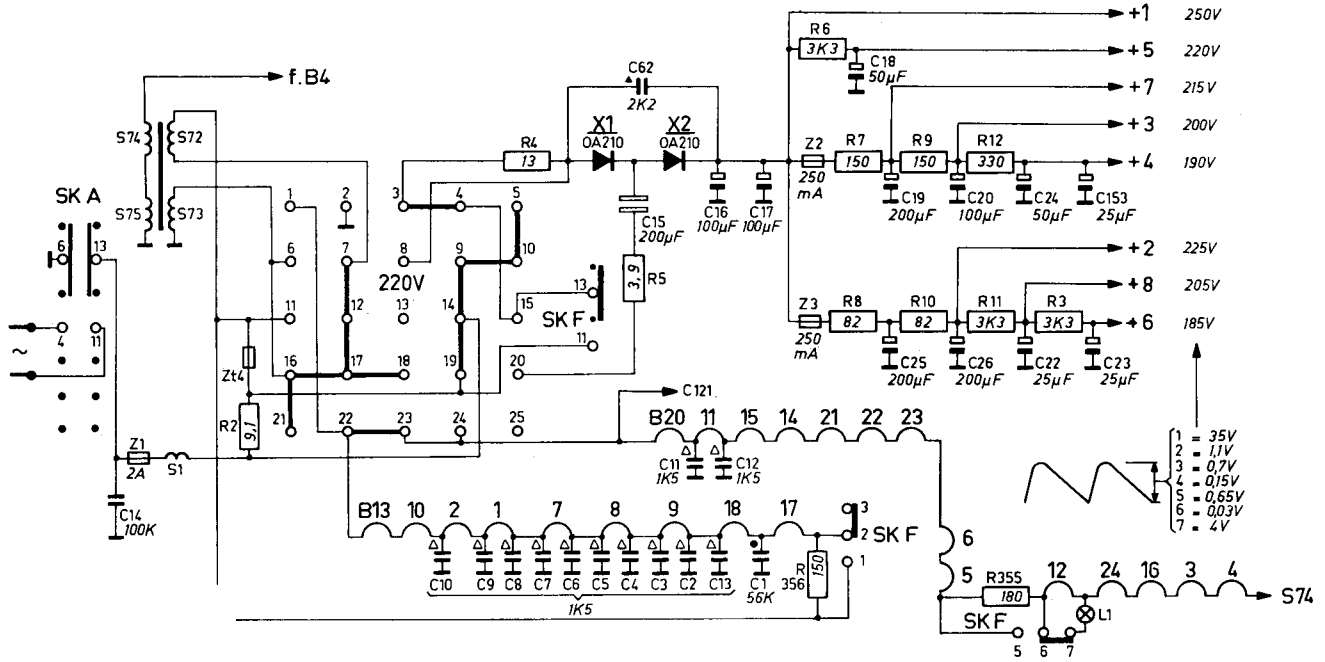 +1 250V
R6 3K3 +5 220V
C18 50µF
f.B4
C62 2K2
+7 215V
S74 S72
X1 OA210
X2 OA210
R4 13
+3 200V
Z2 250 mA
R7 150
R9 150
R12 330
+4 190V
SK A
S75 S73
1 2 3 4 5
C15 200µF
C16 100µF
C17 100µF
C19 200µF
C20 100µF
C24 50µF
C153 25µF
6 13
6 7 8 9 10
220V
R5 3,9
+2 225V
11 12 13 14 15
13
SK F
11
Z3 250 mA
R8 82
R10 82
R11 3K3
R3 3K3
+8 205V
+6 185V
~
4 11
Zt4
16 17 18 19 20
C25 200µF
C26 200µF
C22 25µF
C23 25µF
R2 9,1
C121
21 22 23 24 25
B20 11 15 14 21 22 23
Z1 2A
S1
C11 1K5
C12 1K5
C14 100K
1 = 35V
2 = 1,1V
3 = 0,7V
4 = 0,15V
5 = 0,65V
6 = 0,03V
7 = 4V
B13 10 2 1 7 8 9 18 17
3
2
1
SK F
C10 C9 C8 C7 C6 C5 C4 C3 C2 C13
1K5
C1 56K
R 356 150
6
5
R355 180
12 24 16 3 4
S74
L1
SK F
5 6 7